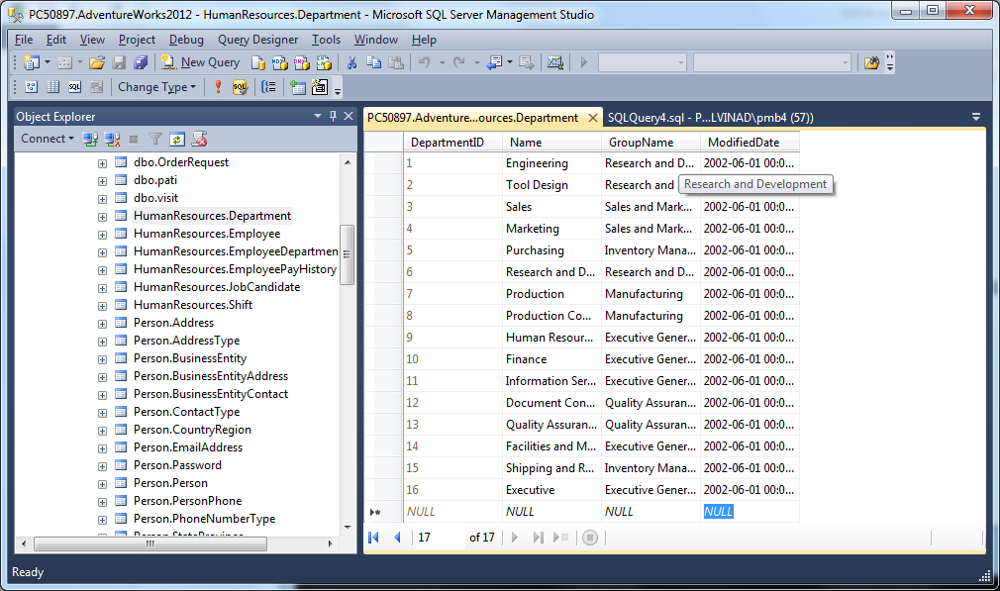 PC50897.AdventureWorks2012 - HumanResources.Department - Microsoft SQL Server Management Studio
File Edit View Project Debug Query Designer Tools Window Help
New Query
Change Type
Object Explorer
Connect
dbo.OrderRequest
dbo.pati
dbo.visit
HumanResources.Department
HumanResources.Employee
HumanResources.EmployeeDepartmen
HumanResources.EmployeePayHistory
HumanResources.JobCandidate
HumanResources.Shift
Person.Address
Person.AddressType
Person.BusinessEntity
Person.BusinessEntityAddress
Person.BusinessEntityContact
Person.ContactType
Person.CountryRegion
Person.EmailAddress
Person.Password
Person.Person
Person.PersonPhone
Person.PhoneNumberType
Person.StateProvince
PC50897.Adventure...ources.Department SQLQuery4.sql - P...LVINAD\pmb4 (57))
DepartmentID Name GroupName ModifiedDate
1 Engineering Research and D... 2002-06-01 00:0...
2 Tool Design Research and
Research and Development
3 Sales Sales and Mark... 2002-06-01 00:0...
4 Marketing Sales and Mark... 2002-06-01 00:0...
5 Purchasing Inventory Mana... 2002-06-01 00:0...
6 Research and D... Research and D... 2002-06-01 00:0...
7 Production Manufacturing 2002-06-01 00:0...
8 Production Co... Manufacturing 2002-06-01 00:0...
9 Human Resour... Executive Gener... 2002-06-01 00:0...
10 Finance Executive Gener... 2002-06-01 00:0...
11 Information Ser... Executive Gener... 2002-06-01 00:0...
12 Document Con... Quality Assuran... 2002-06-01 00:0...
13 Quality Assuran... Quality Assuran... 2002-06-01 00:0...
14 Facilities and M... Executive Gener... 2002-06-01 00:0...
15 Shipping and R... Inventory Mana... 2002-06-01 00:0...
16 Executive Executive Gener... 2002-06-01 00:0...
NULL NULL NULL NULL
17 of 17
Ready